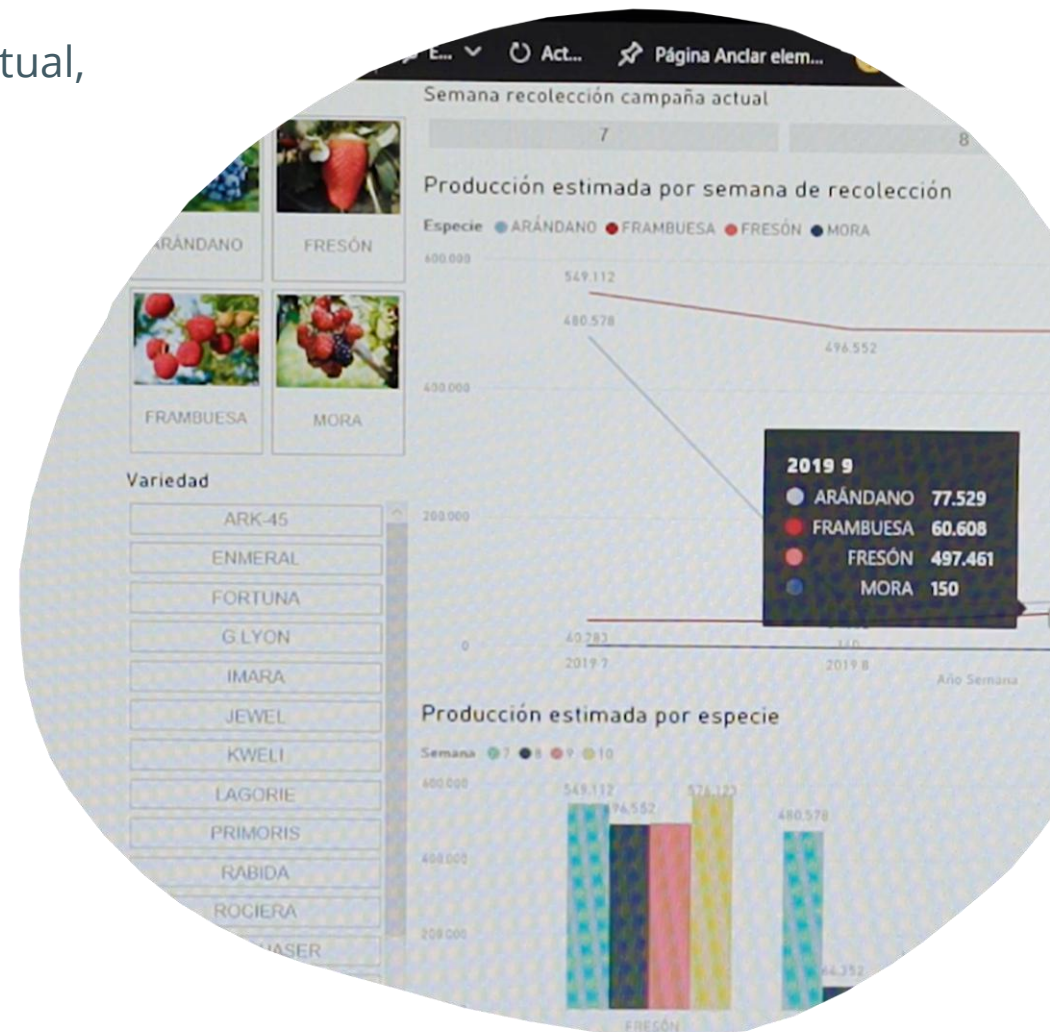 tual,
E... Act... Página Anclar elem...
Semana recolección campaña actual
7 8
ARÁNDANO FRESÓN
FRAMBUESA MORA
Variedad
ARK-45
ENMERAL
FORTUNA
G.LYON
IMARA
JEWEL
KWELI
LAGORIE
PRIMORIS
RABIDA
ROCIERA
Producción estimada por semana de recolección
Especie ARÁNDANO FRAMBUESA FRESÓN MORA
600.000
549.112
480.578
496.552
400.000
200.000
0
40.283
2019 7 2019 8
Año Semana
2019 9
ARÁNDANO 77.529
FRAMBUESA 60.608
FRESÓN 497.461
MORA 150
Producción estimada por especie
Semana 7 8 9 10
600.000
549.112 576.123
480.578
400.000
200.000
FRESÓN